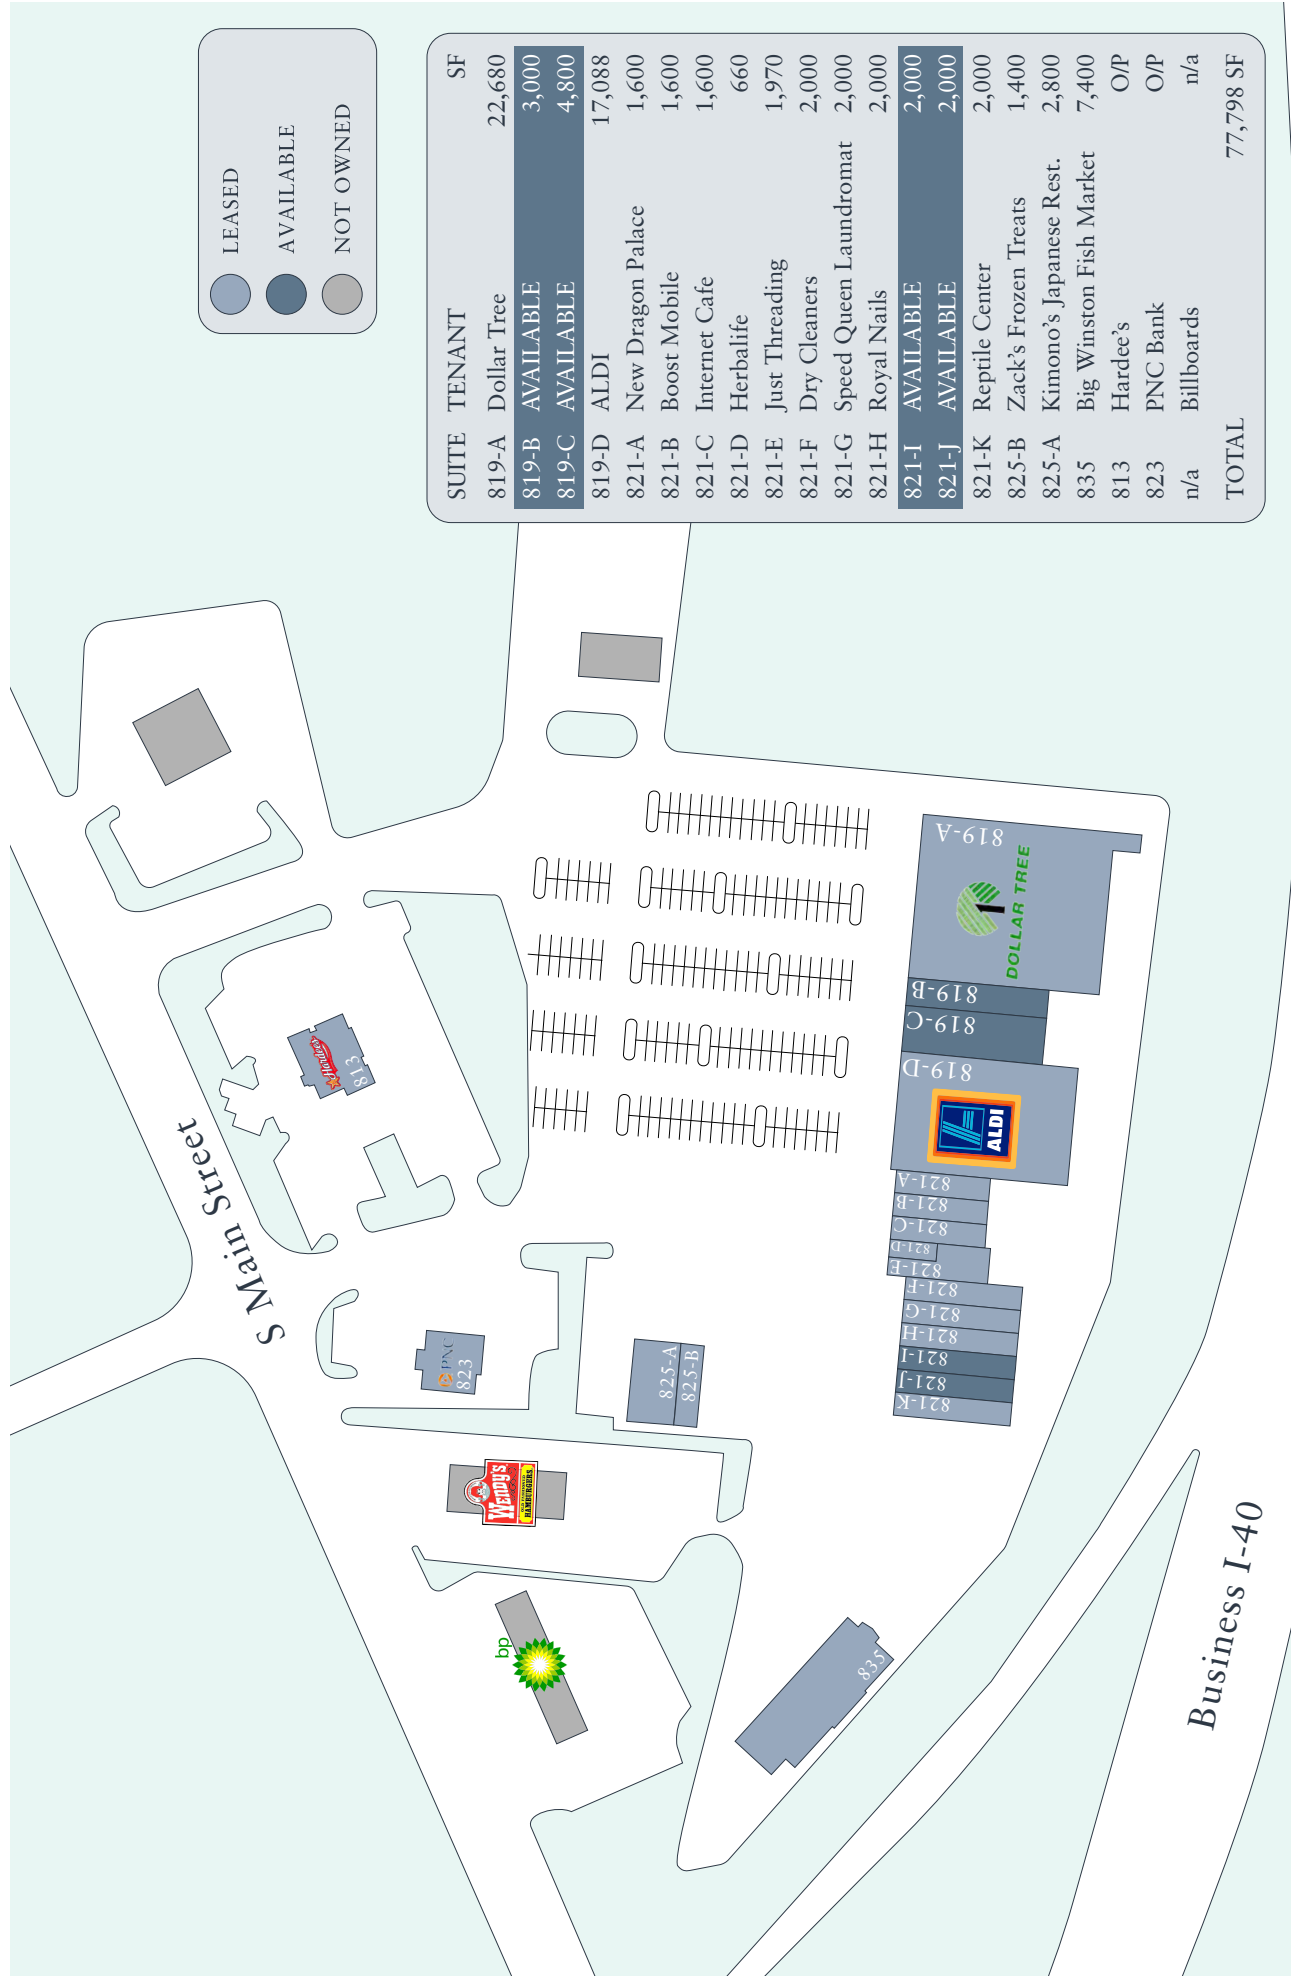 LEASED
AVAILABLE
NOT OWNED
SUITE TENANT SF
819-A Dollar Tree 22,680
819-B AVAILABLE 3,000
819-C AVAILABLE 4,800
819-D ALDI 17,088
821-A New Dragon Palace 1,600
821-B Boost Mobile 1,600
821-C Internet Cafe 1,600
821-D Herbalife 660
821-E Just Threading 1,970
821-F Dry Cleaners 2,000
821-G Speed Queen Laundromat 2,000
821-H Royal Nails 2,000
821-I AVAILABLE 2,000
821-J AVAILABLE 2,000
821-K Reptile Center 2,000
825-B Zack's Frozen Treats 1,400
825-A Kimono's Japanese Rest. 2,800
835 Big Winston Fish Market 7,400
813 Hardee's O/P
823 PNC Bank O/P
n/a Billboards n/a
TOTAL 77,798 SF
S Main Street
Business I-40
Hardee's
813
PNC
823
825-A
825-B
WENDY'S
OLD FASHIONED
HAMBURGERS
bp
835
819-A
1
DOLLAR TREE
819-B
819-C
819-D
ALDI
821-A
821-B
821-C
821-D
821-E
821-F
821-G
821-H
821-I
821-J
821-K